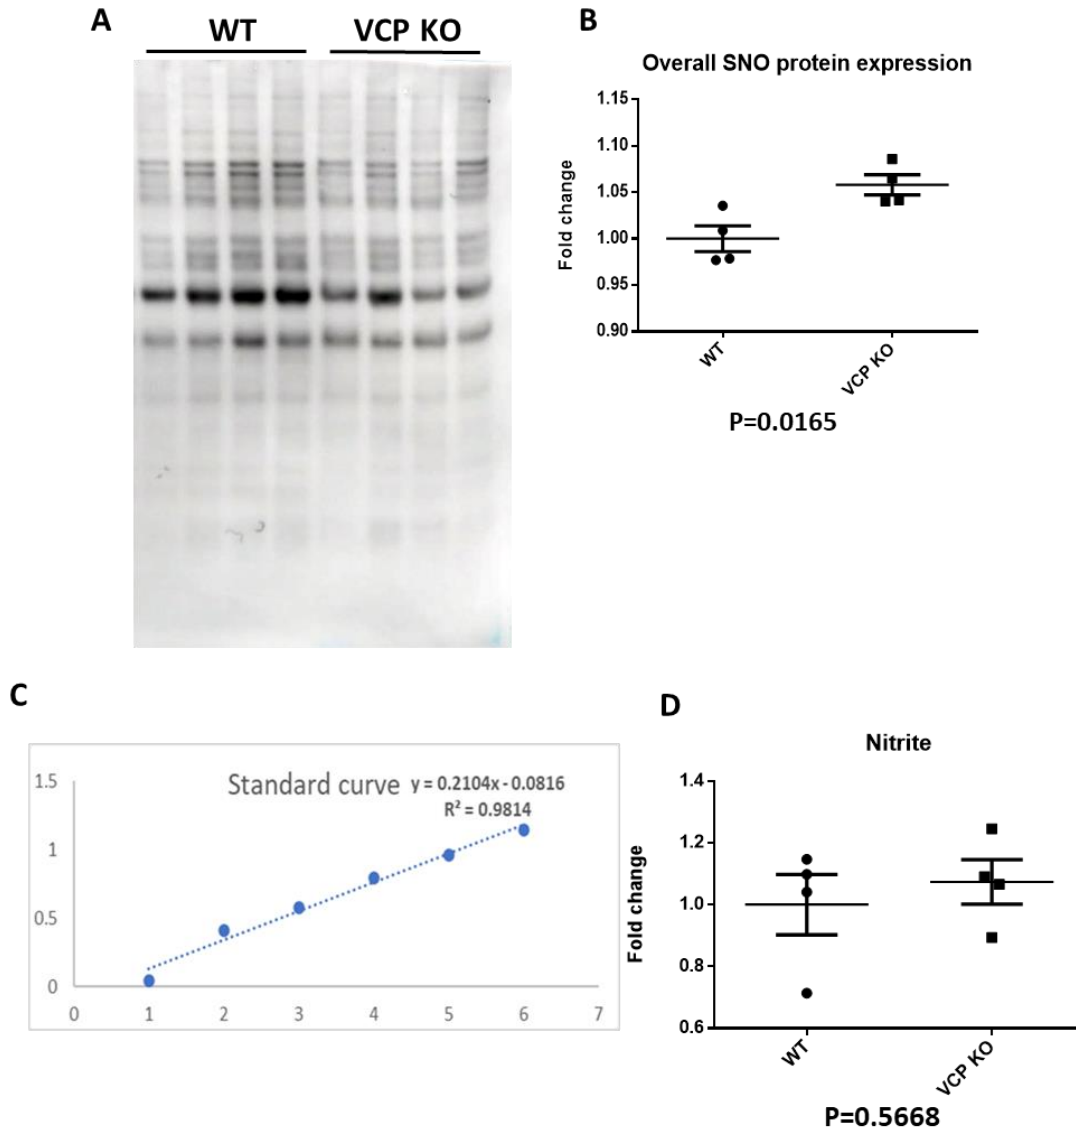 A
WT
VCP KO
B
Overall SNO protein expression
1.15
1.10
1.05
1.00
0.95
0.90
Fold change
WT
VCP KO
P=0.0165
C
Standard curve
y = 0.2104x - 0.0816
R² = 0.9814
1.5
1
0.5
0
0
1
2
3
4
5
6
7
D
Nitrite
1.4
1.2
1.0
0.8
0.6
Fold change
WT
VCP KO
P=0.5668